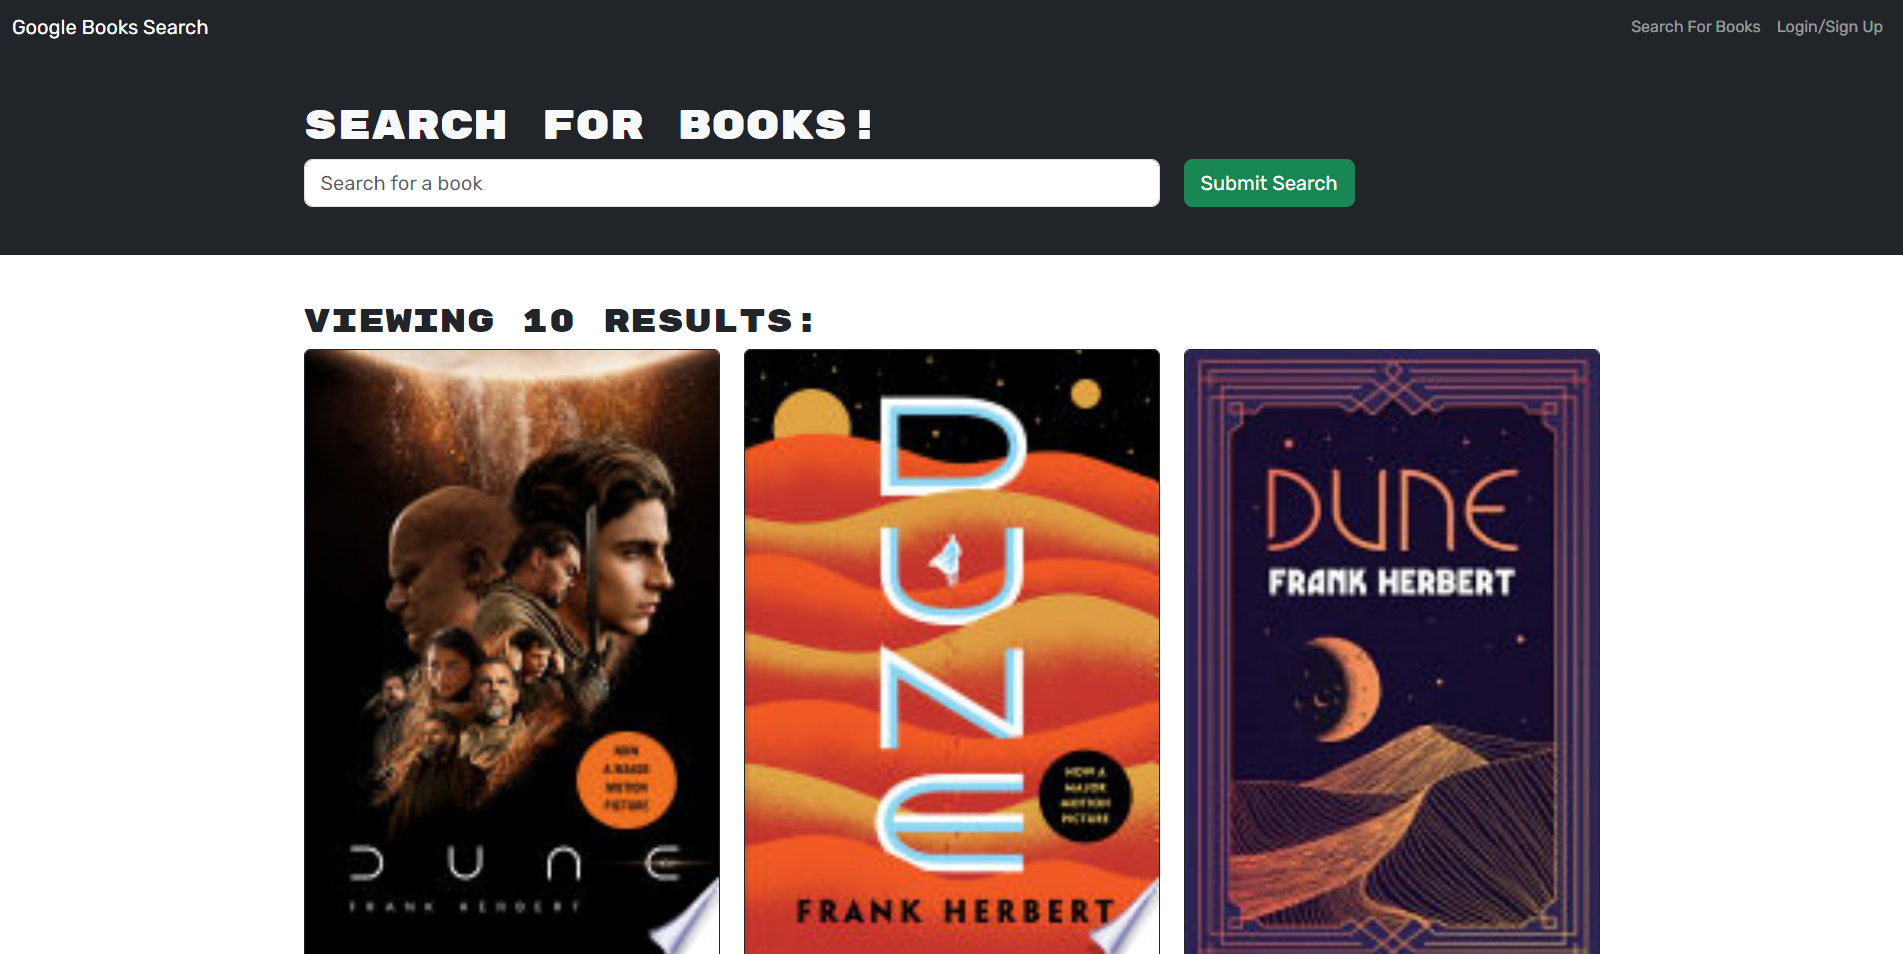 Google Books Search
Search For Books
Login/Sign Up
SEARCH FOR BOOKS!
Search for a book
Submit Search
VIEWING 10 RESULTS:
NOW
A MAJOR
MOTION
PICTURE
DUNE
FRANK HERBERT
DUNE
NOW A
MAJOR
MOTION
PICTURE
FRANK HERBERT
DUNE
FRANK HERBERT